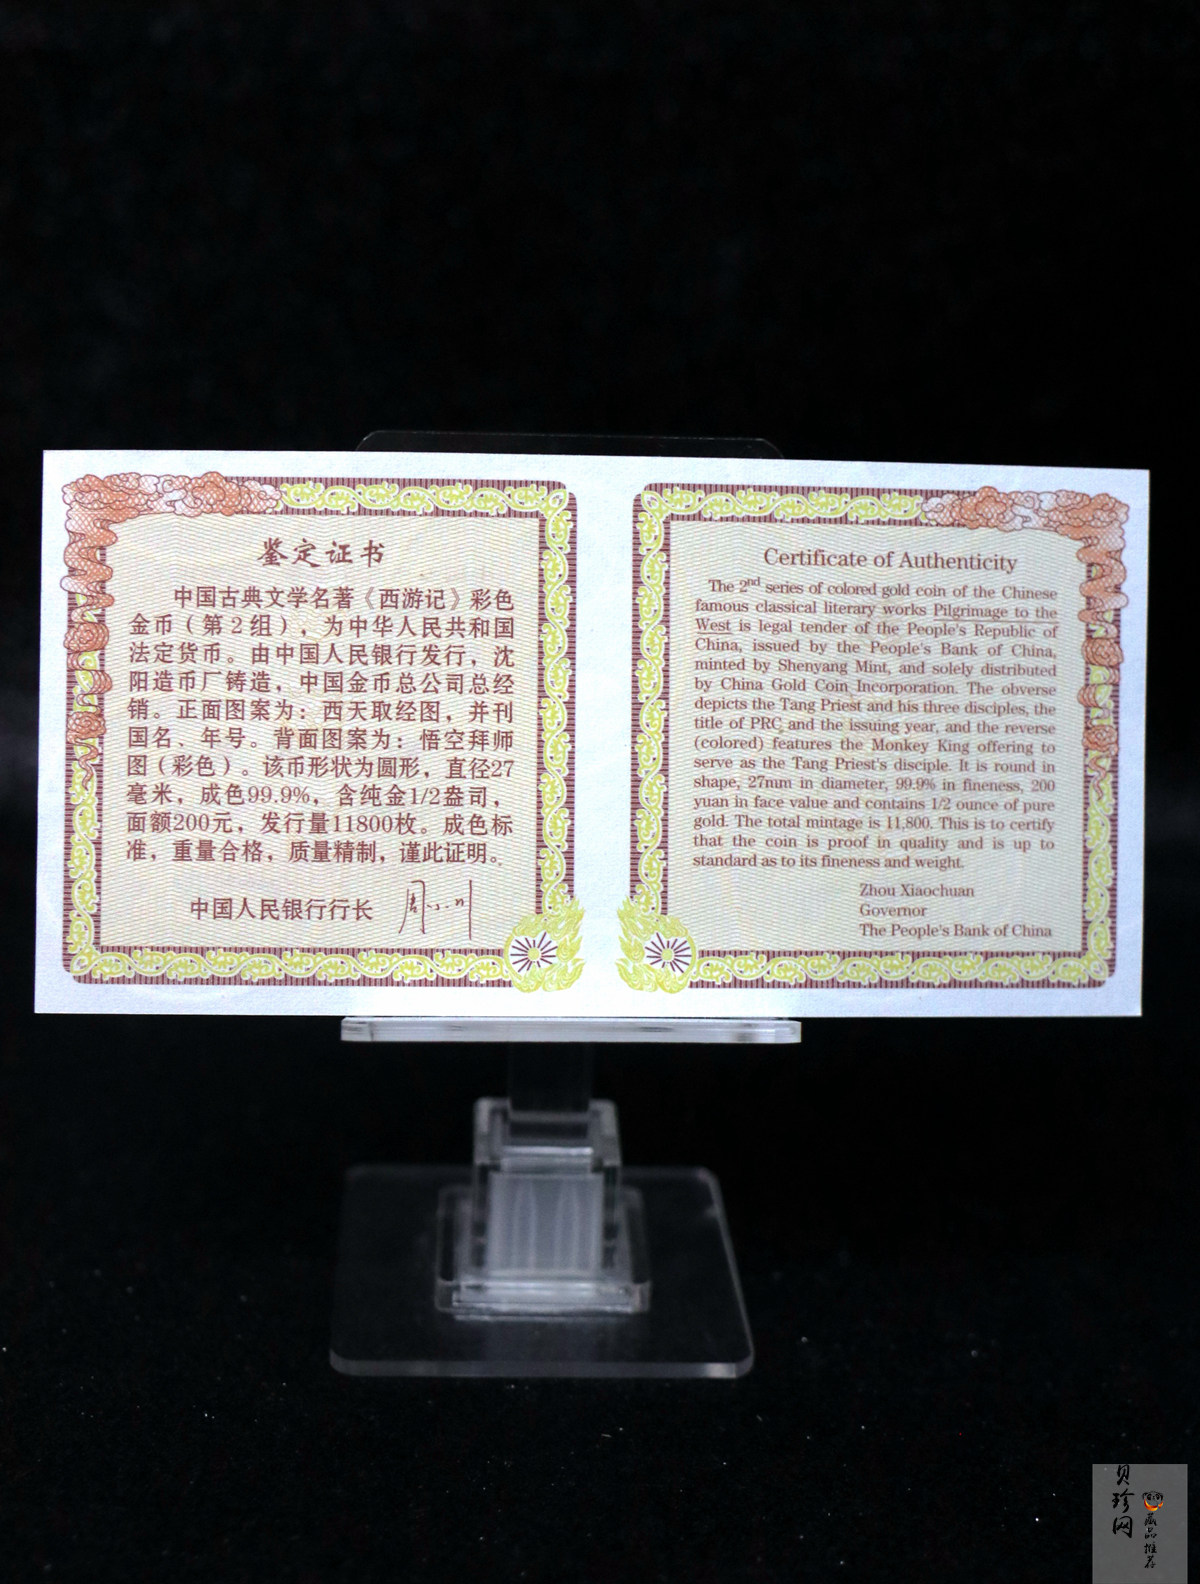 鉴定证书
中国古典文学名著《西游记》彩色
金币（第2组），为中华人民共和国
法定货币。由中国人民银行发行，沈
阳造币厂铸造，中国金币总公司总经
销。正面图案为：西天取经图，并刊
国名、年号。背面图案为：悟空拜师
图（彩色）。该币形状为圆形，直径27
毫米，成色99.9%，含纯金1/2盎司，
面额200元，发行量11800枚。成色标
准，重量合格，质量精制，谨此证明。
中国人民银行行长 周小川
Certificate of Authenticity
The 2nd series of colored gold coin of the Chinese
famous classical literary works Pilgrimage to the
West is legal tender of the People's Republic of
China, issued by the People's Bank of China,
minted by Shenyang Mint, and solely distributed
by China Gold Coin Incorporation. The obverse
depicts the Tang Priest and his three disciples, the
title of PRC and the issuing year, and the reverse
(colored) features the Monkey King offering to
serve as the Tang Priest's disciple. It is round in
shape, 27mm in diameter, 99.9% in fineness, 200
yuan in face value and contains 1/2 ounce of pure
gold. The total mintage is 11,800. This is to certify
that the coin is proof in quality and is up to
standard as to its fineness and weight.
Zhou Xiaochuan
Governor
The People's Bank of China
贝珍网
藏品推荐